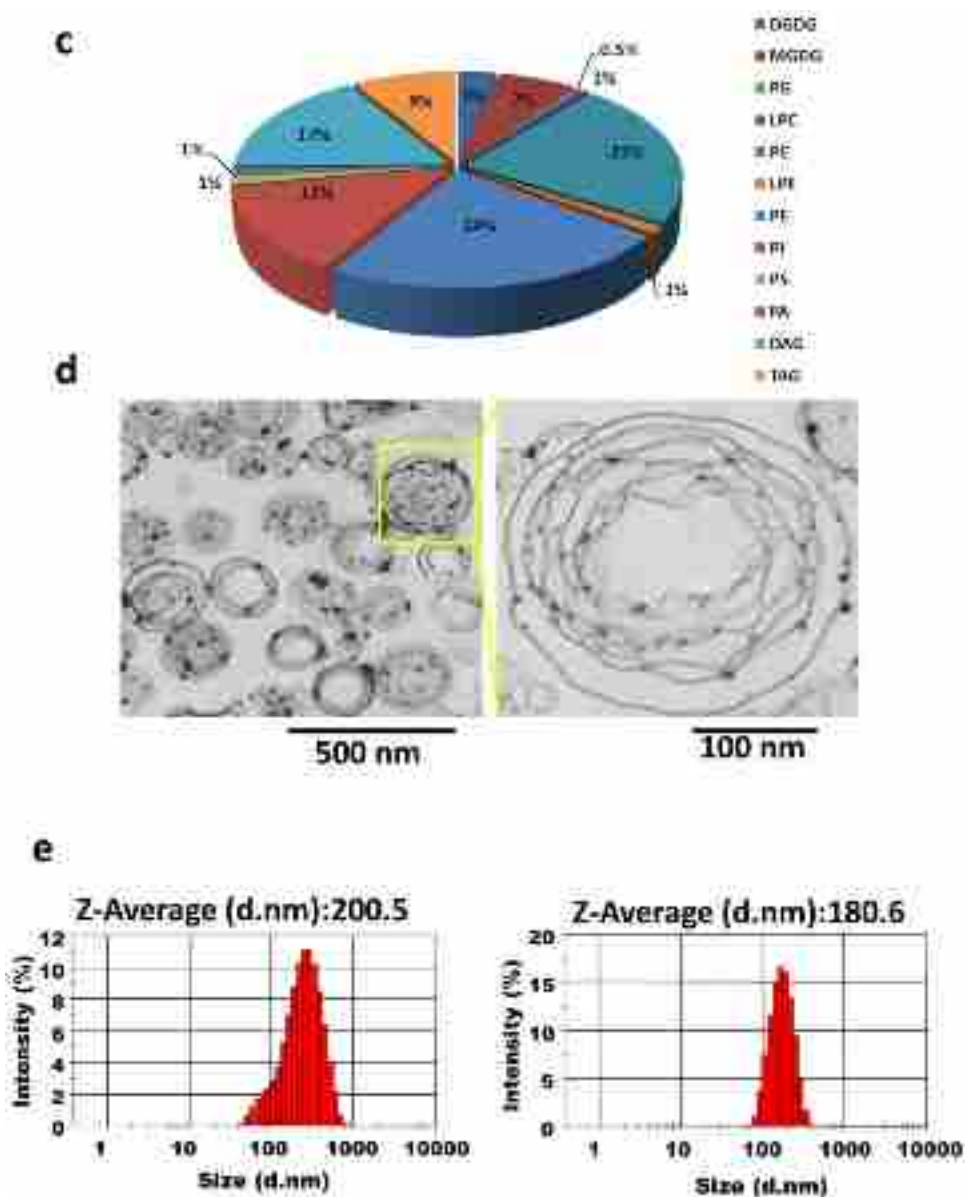 c
DGDG
MGDG
PG
LPC
PC
LPE
PE
PI
PS
PA
DAG
TAG
0.5%
1%
9%
17%
1%
1%
1%
d
500 nm
100 nm
e
Z-Average (d.nm):200.5
Z-Average (d.nm):180.6
12
10
8
6
4
2
0
Intensity (%)
1
10
100
1000
10000
Size (d.nm)
20
15
10
5
0
Intensity (%)
1
10
100
1000
10000
Size (d.nm)